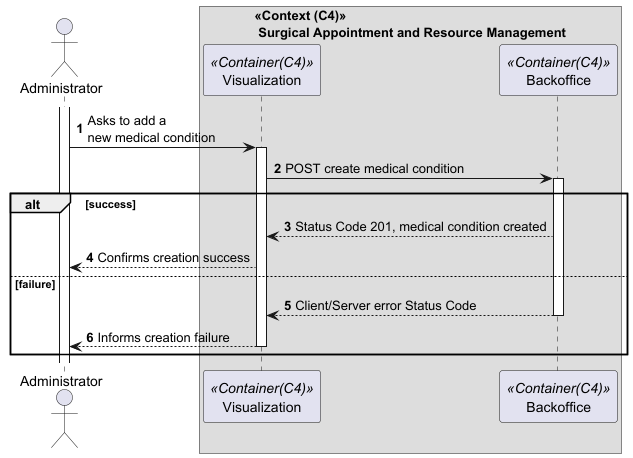 «Context (C4)»
Surgical Appointment and Resource Management
«Container(C4)»
Visualization
«Container(C4)»
Backoffice
Administrator
1 Asks to add a
new medical condition
2 POST create medical condition
alt [success]
3 Status Code 201, medical condition created
4 Confirms creation success
[failure]
5 Client/Server error Status Code
6 Informs creation failure
Administrator
«Container(C4)»
Visualization
«Container(C4)»
Backoffice